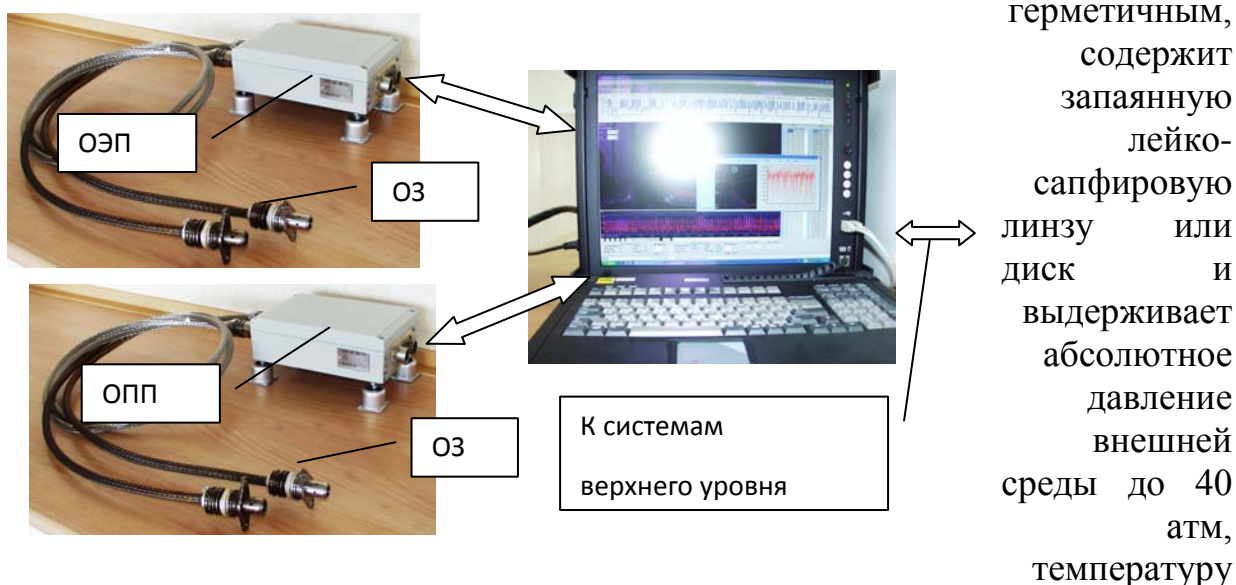 ОЭП
ОЗ
ОПП
ОЗ
К системам
верхнего уровня
герметичным,
содержит
запаянную
лейко-
сапфировую
линзу или
диск и
выдерживает
абсолютное
давление
внешней
среды до 40
атм,
температуру